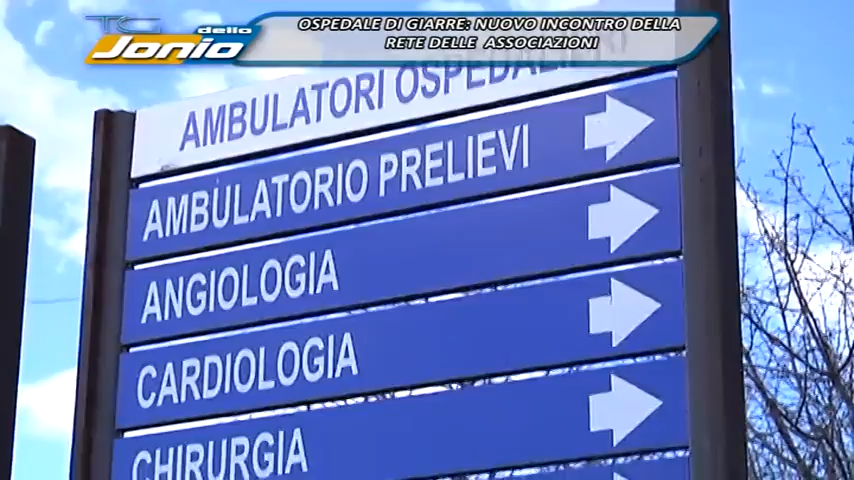 TG dello Jonio
OSPEDALE DI GIARRE: NUOVO INCONTRO DELLA
RETE DELLE ASSOCIAZIONI
AMBULATORI OSPEDALIERI
AMBULATORIO PRELIEVI
ANGIOLOGIA
CARDIOLOGIA
CHIRURGIA